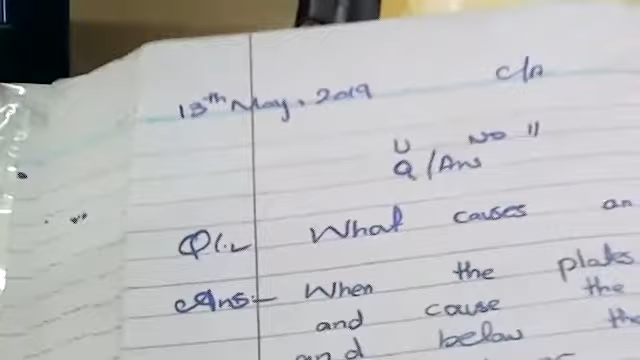 13th May, 2019
C/A
U No 11
Q/Ans
Q1:- What causes an
Ans:- When the plates
and cause the
and below the